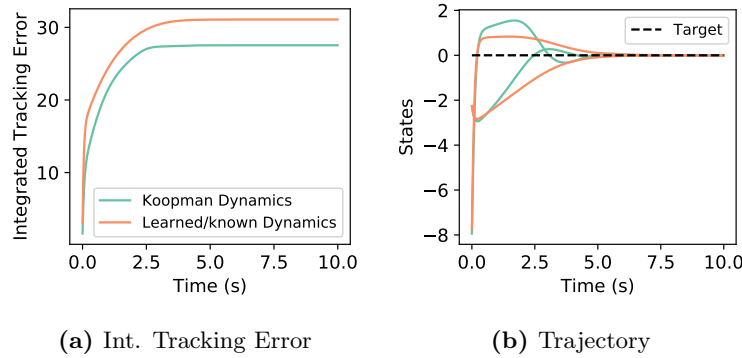 30
20
10
Integrated Tracking Error
Koopman Dynamics
Learned/known Dynamics
0.0 2.5 5.0 7.5 10.0
Time (s)
(a) Int. Tracking Error
2
0
−2
−4
−6
−8
States
Target
0.0 2.5 5.0 7.5 10.0
Time (s)
(b) Trajectory